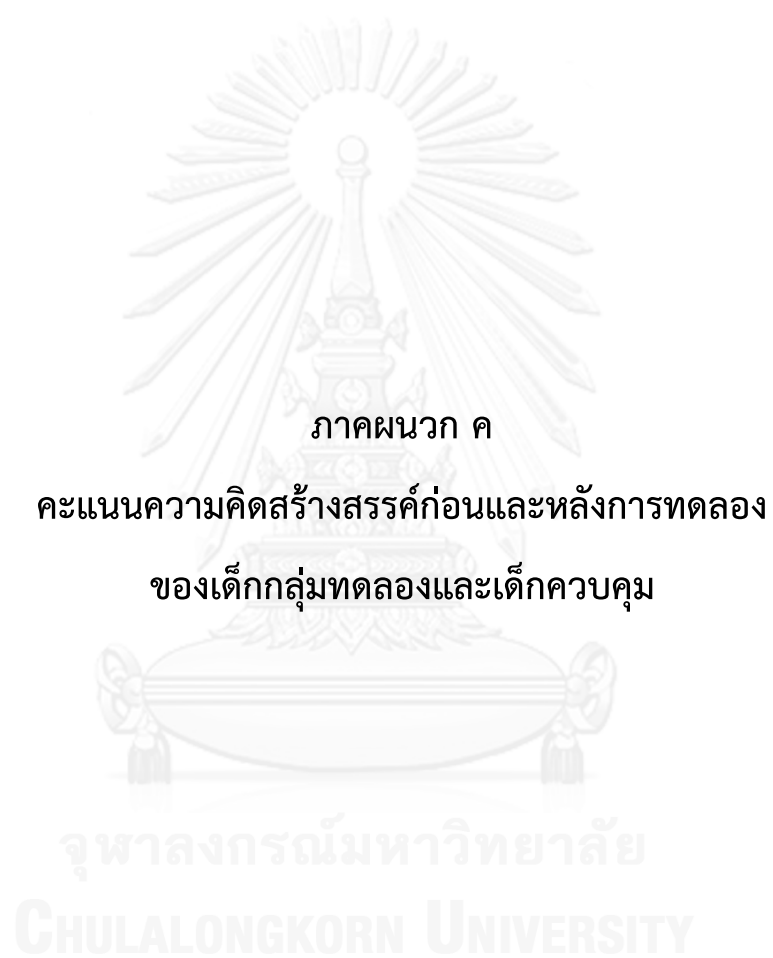 ภาคผนวก ค
คะแนนความคิดสร้างสรรค์ก่อนและหลังการทดลอง
ของเด็กกลุ่มทดลองและเด็กควบคุม
จุฬาลงกรณ์มหาวิทยาลัย
CHULALONGKORN UNIVERSITY